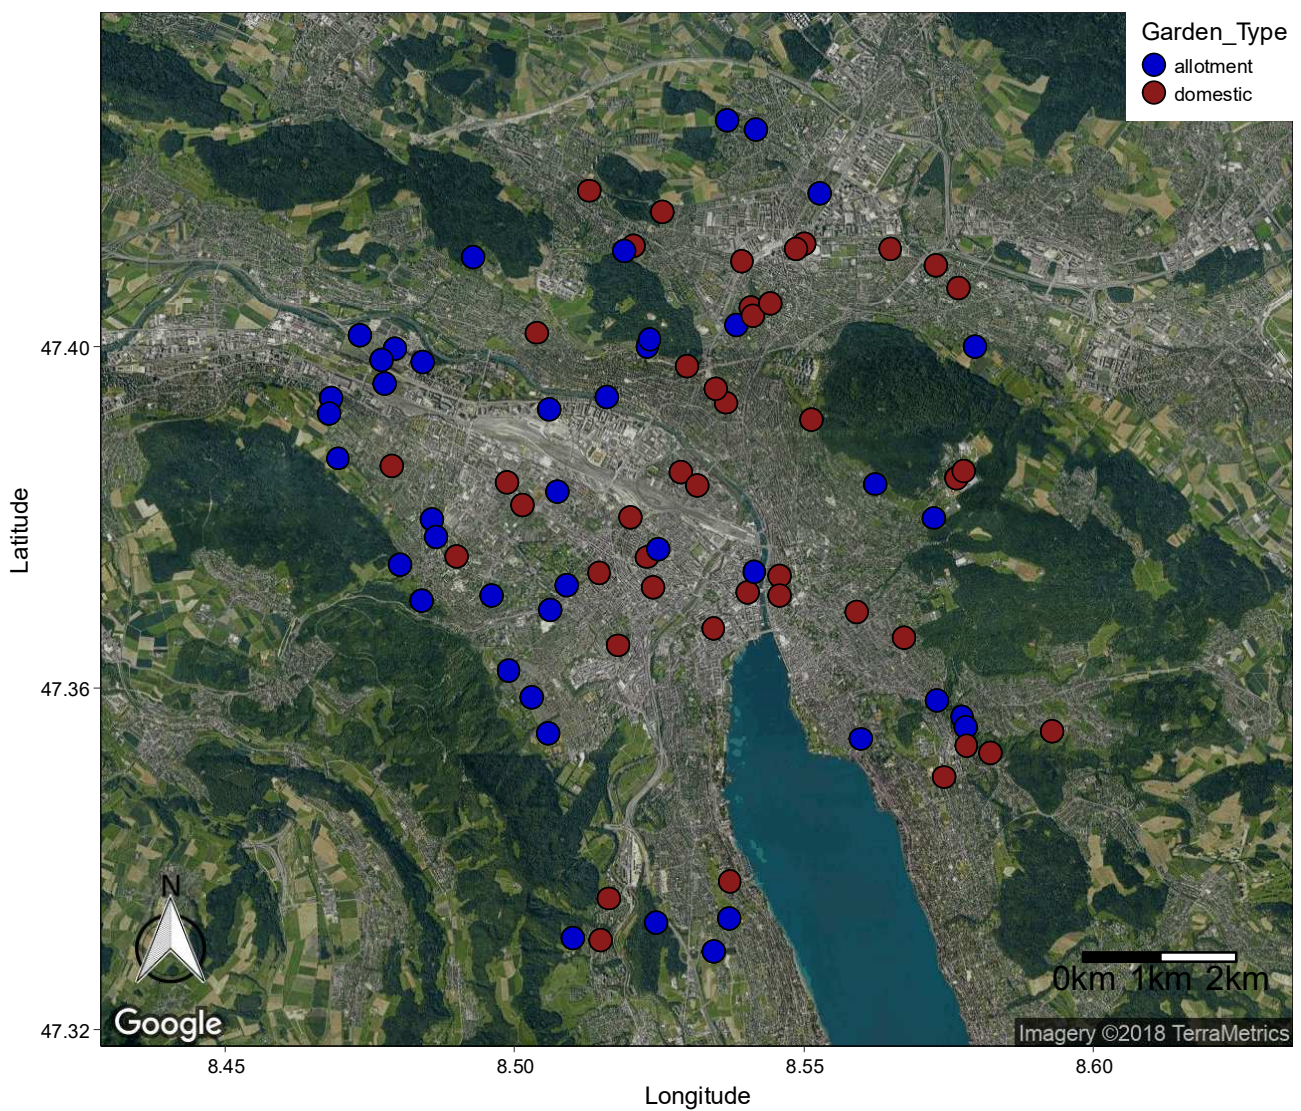 Garden_Type
allotment
domestic
47.40
47.36
47.32
Latitude
N
Google
0km 1km 2km
Imagery ©2018 TerraMetrics
8.45 8.50 8.55 8.60
Longitude